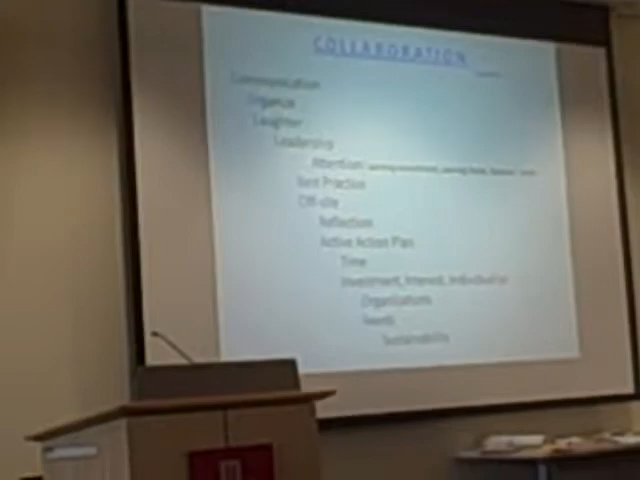 COLLABORATION
Communication
Organize
Laughter
Leadership
Attention
Best Practice
Off-site
Reflection
Active Action Plan
Time
Investment, Interest, Individual
Organizations
Needs
Sustainability